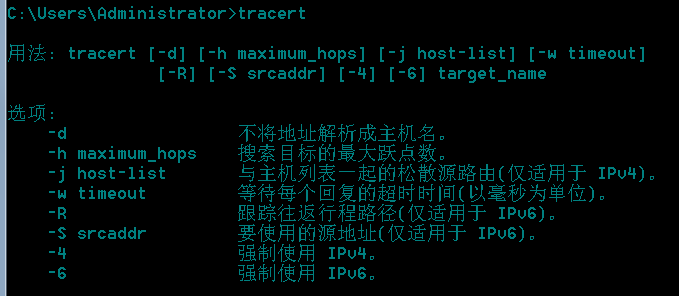 C:\Users\Administrator>tracert
用法: tracert [-d] [-h maximum_hops] [-j host-list] [-w timeout]
[-R] [-S srcaddr] [-4] [-6] target_name
选项:
-d 不将地址解析成主机名。
-h maximum_hops 搜索目标的最大跃点数。
-j host-list 与主机列表一起的松散源路由(仅适用于 IPv4)。
-w timeout 等待每个回复的超时时间(以毫秒为单位)。
-R 跟踪往返行程路径(仅适用于 IPv6)。
-S srcaddr 要使用的源地址(仅适用于 IPv6)。
-4 强制使用 IPv4。
-6 强制使用 IPv6。